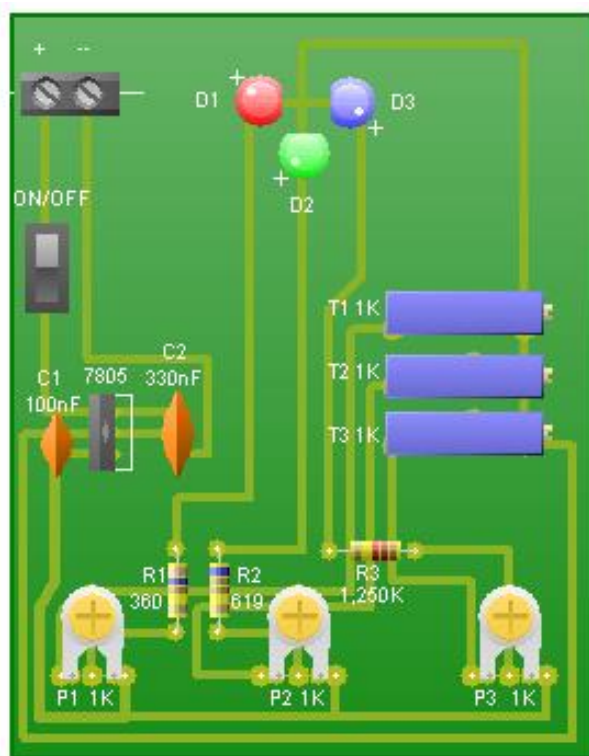 + --
D1
+
D3
+
+
D2
ON/OFF
T1 1K
C1
7805
C2
100nF
330nF
T2 1K
T3 1K
R1
360
R2
619
R3
1,250K
P1 1K
P2 1K
P3 1K